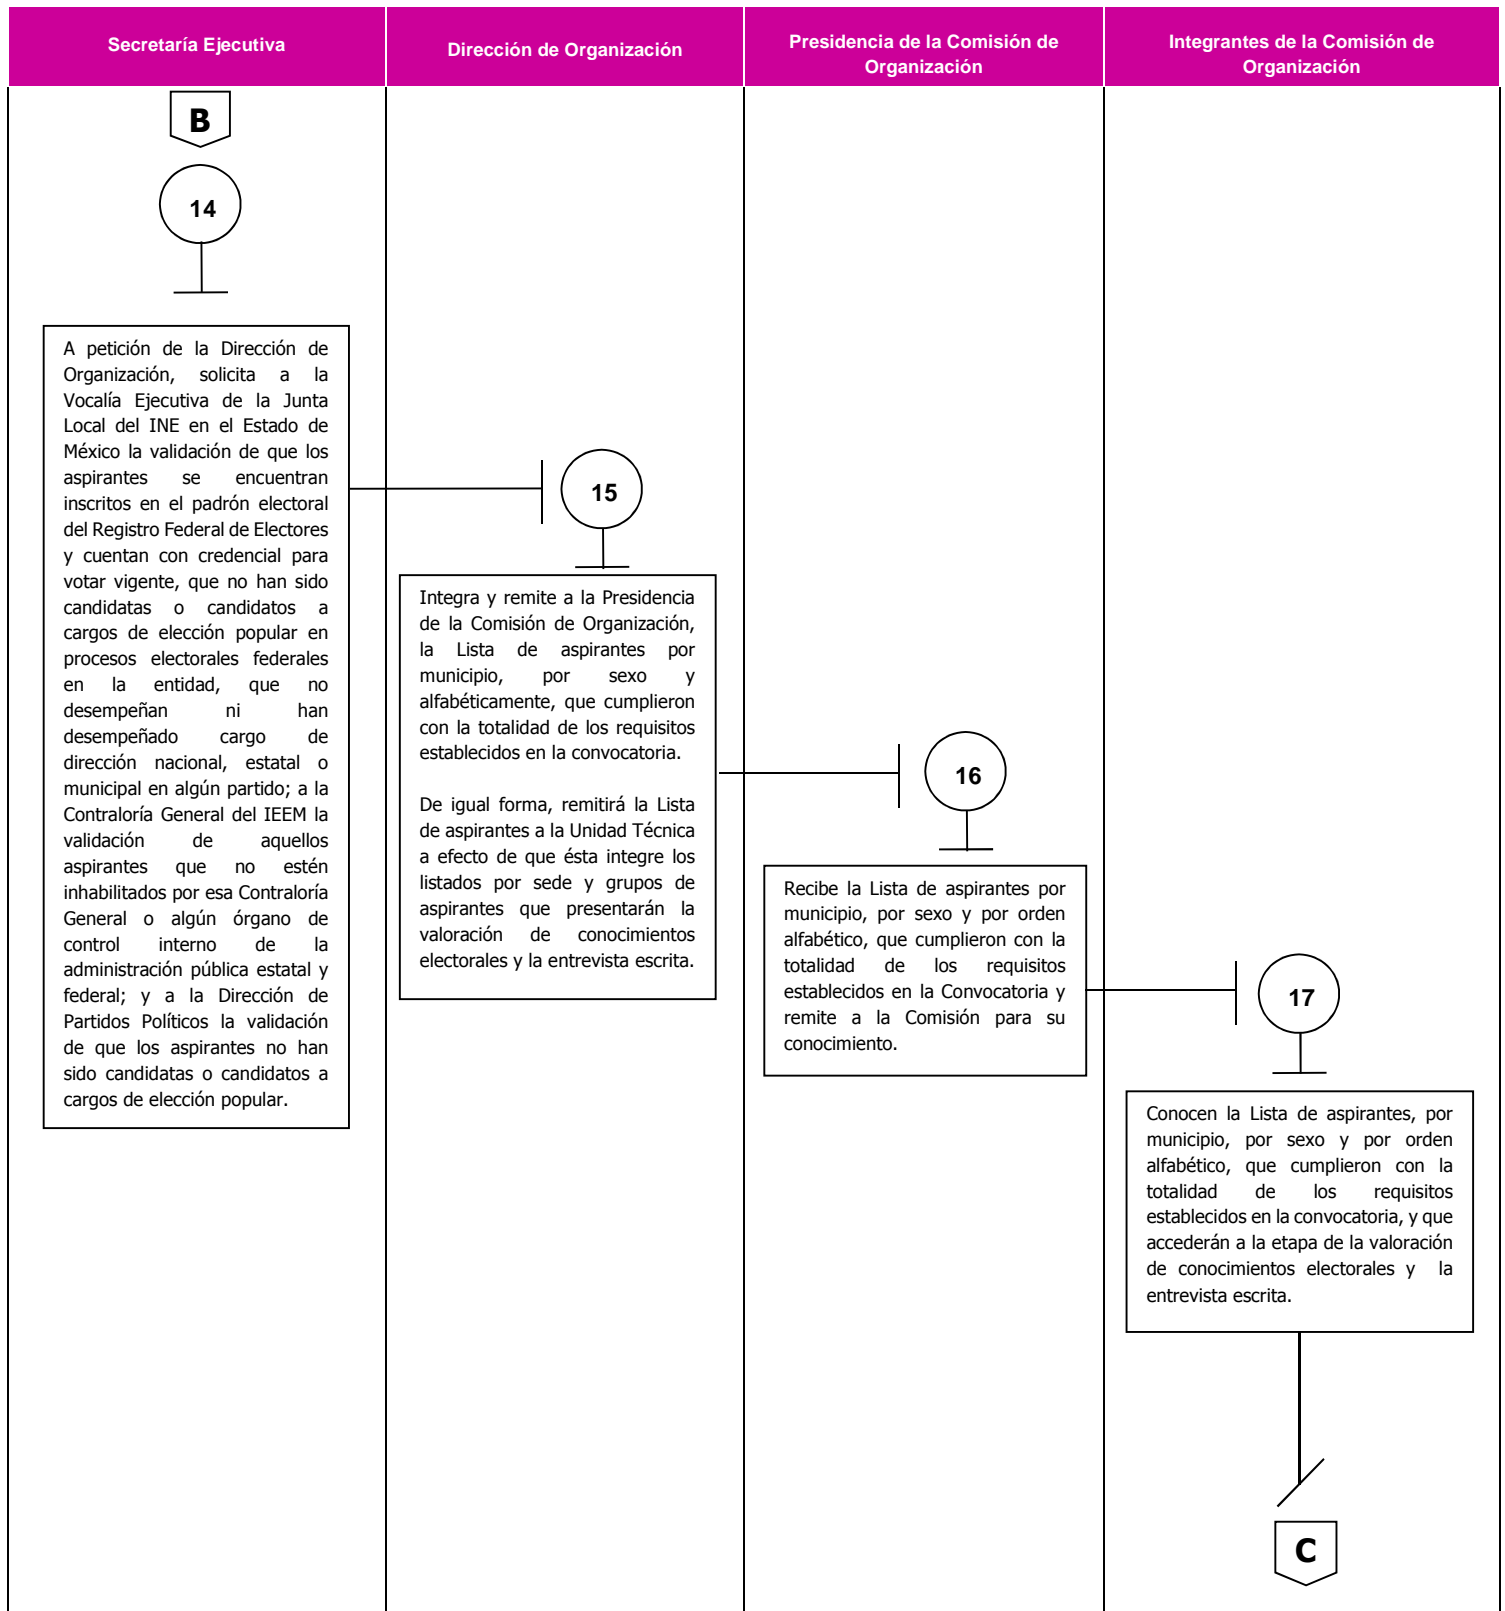 Secretaría Ejecutiva
Dirección de Organización
Presidencia de la Comisión de
Organización
Integrantes de la Comisión de
Organización
B
14
A petición de la Dirección de
Organización, solicita a la
Vocalía Ejecutiva de la Junta
Local del INE en el Estado de
México la validación de que los
aspirantes se encuentran
inscritos en el padrón electoral
del Registro Federal de Electores
y cuentan con credencial para
votar vigente, que no han sido
candidatas o candidatos a
cargos de elección popular en
procesos electorales federales
en la entidad, que no
desempeñan ni han
desempeñado cargo de
dirección nacional, estatal o
municipal en algún partido; a la
Contraloría General del IEEM la
validación de aquellos
aspirantes que no estén
inhabilitados por esa Contraloría
General o algún órgano de
control interno de la
administración pública estatal y
federal; y a la Dirección de
Partidos Políticos la validación
de que los aspirantes no han
sido candidatas o candidatos a
cargos de elección popular.
15
Integra y remite a la Presidencia
de la Comisión de Organización,
la Lista de aspirantes por
municipio, por sexo y
alfabéticamente, que cumplieron
con la totalidad de los requisitos
establecidos en la convocatoria.
De igual forma, remitirá la Lista
de aspirantes a la Unidad Técnica
a efecto de que ésta integre los
listados por sede y grupos de
aspirantes que presentarán la
valoración de conocimientos
electorales y la entrevista escrita.
16
Recibe la Lista de aspirantes por
municipio, por sexo y por orden
alfabético, que cumplieron con la
totalidad de los requisitos
establecidos en la Convocatoria y
remite a la Comisión para su
conocimiento.
17
Conocen la Lista de aspirantes, por
municipio, por sexo y por orden
alfabético, que cumplieron con la
totalidad de los requisitos
establecidos en la convocatoria, y que
accederán a la etapa de la valoración
de conocimientos electorales y la
entrevista escrita.
C